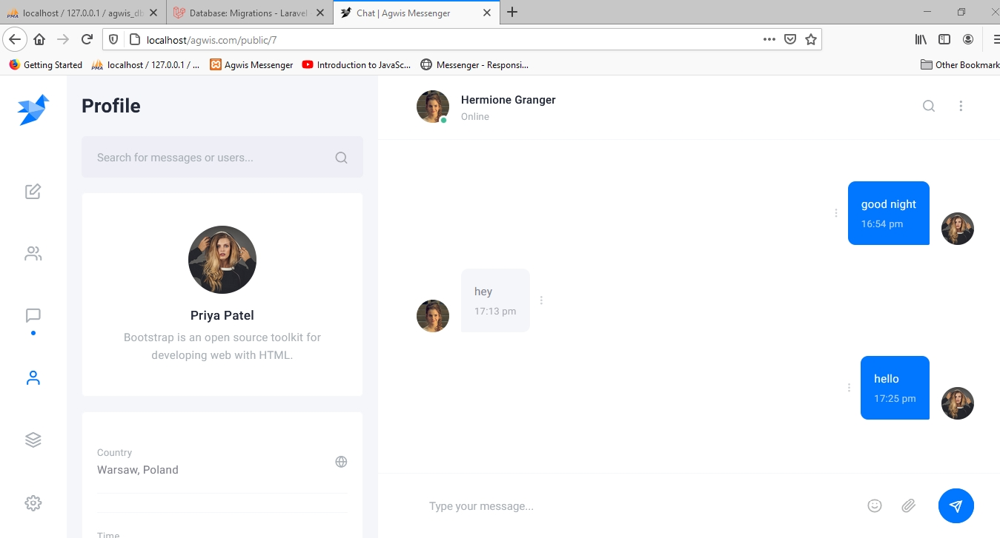 localhost / 127.0.0.1 / agwis_db
Database: Migrations - Laravel
Chat | Agwis Messenger
localhost/agwis.com/public/7
Getting Started
localhost / 127.0.0.1 / ...
Agwis Messenger
Introduction to JavaSc...
Messenger - Responsi...
Other Bookmark
Profile
Search for messages or users...
Priya Patel
Bootstrap is an open source toolkit for
developing web with HTML.
Country
Warsaw, Poland
Time
Hermione Granger
Online
good night
16:54 pm
hey
17:13 pm
hello
17:25 pm
Type your message...